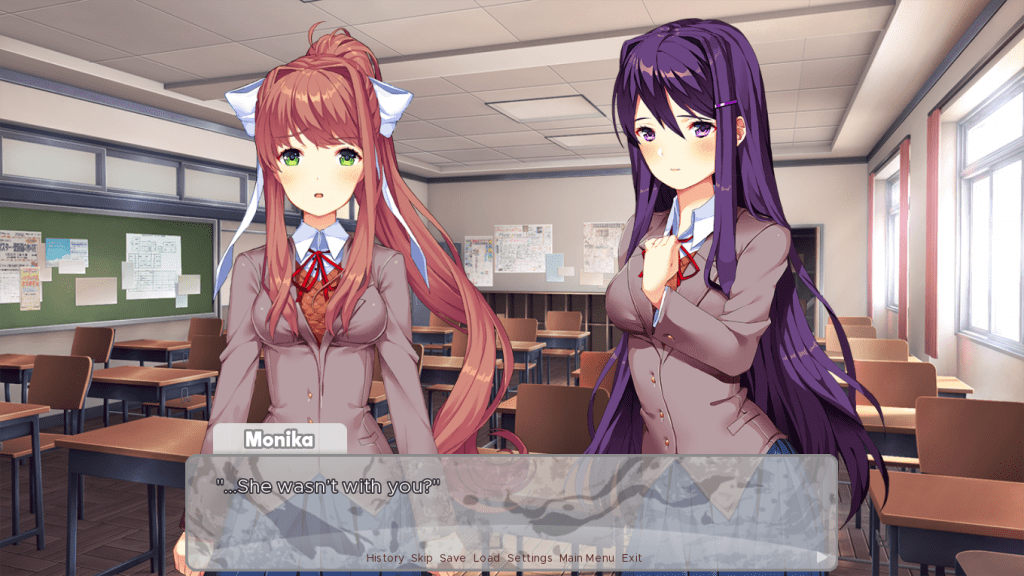 Monika
"...She wasn't with you?"
History Skip Save Load Settings Main Menu Exit